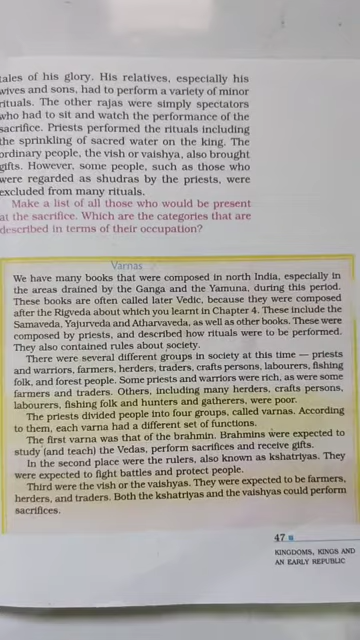 tales of his glory. His relatives, especially his
wives and sons, had to perform a variety of minor
rituals. The other rajas were simply spectators
who had to sit and watch the performance of the
sacrifice. Priests performed the rituals including
the sprinkling of sacred water on the king. The
ordinary people, the vish or vaishya, also brought
gifts. However, some people, such as those who
were regarded as shudras by the priests, were
excluded from many rituals.
Make a list of all those who would be present
at the sacrifice. Which are the categories that are
described in terms of their occupation?
Varnas
We have many books that were composed in north India, especially in
the areas drained by the Ganga and the Yamuna, during this period.
These books are often called later Vedic, because they were composed
after the Rigveda about which you learnt in Chapter 4. These include the
Samaveda, Yajurveda and Atharvaveda, as well as other books. These were
composed by priests, and described how rituals were to be performed.
They also contained rules about society.
There were several different groups in society at this time — priests
and warriors, farmers, herders, traders, crafts persons, labourers, fishing
folk, and forest people. Some priests and warriors were rich, as were some
farmers and traders. Others, including many herders, crafts persons,
labourers, fishing folk and hunters and gatherers, were poor.
The priests divided people into four groups, called varnas. According
to them, each varna had a different set of functions.
The first varna was that of the brahmin. Brahmins were expected to
study (and teach) the Vedas, perform sacrifices and receive gifts.
In the second place were the rulers, also known as kshatriyas. They
were expected to fight battles and protect people.
Third were the vish or the vaishyas. They were expected to be farmers,
herders, and traders. Both the kshatriyas and the vaishyas could perform
sacrifices.
47
KINGDOMS, KINGS AND
AN EARLY REPUBLIC